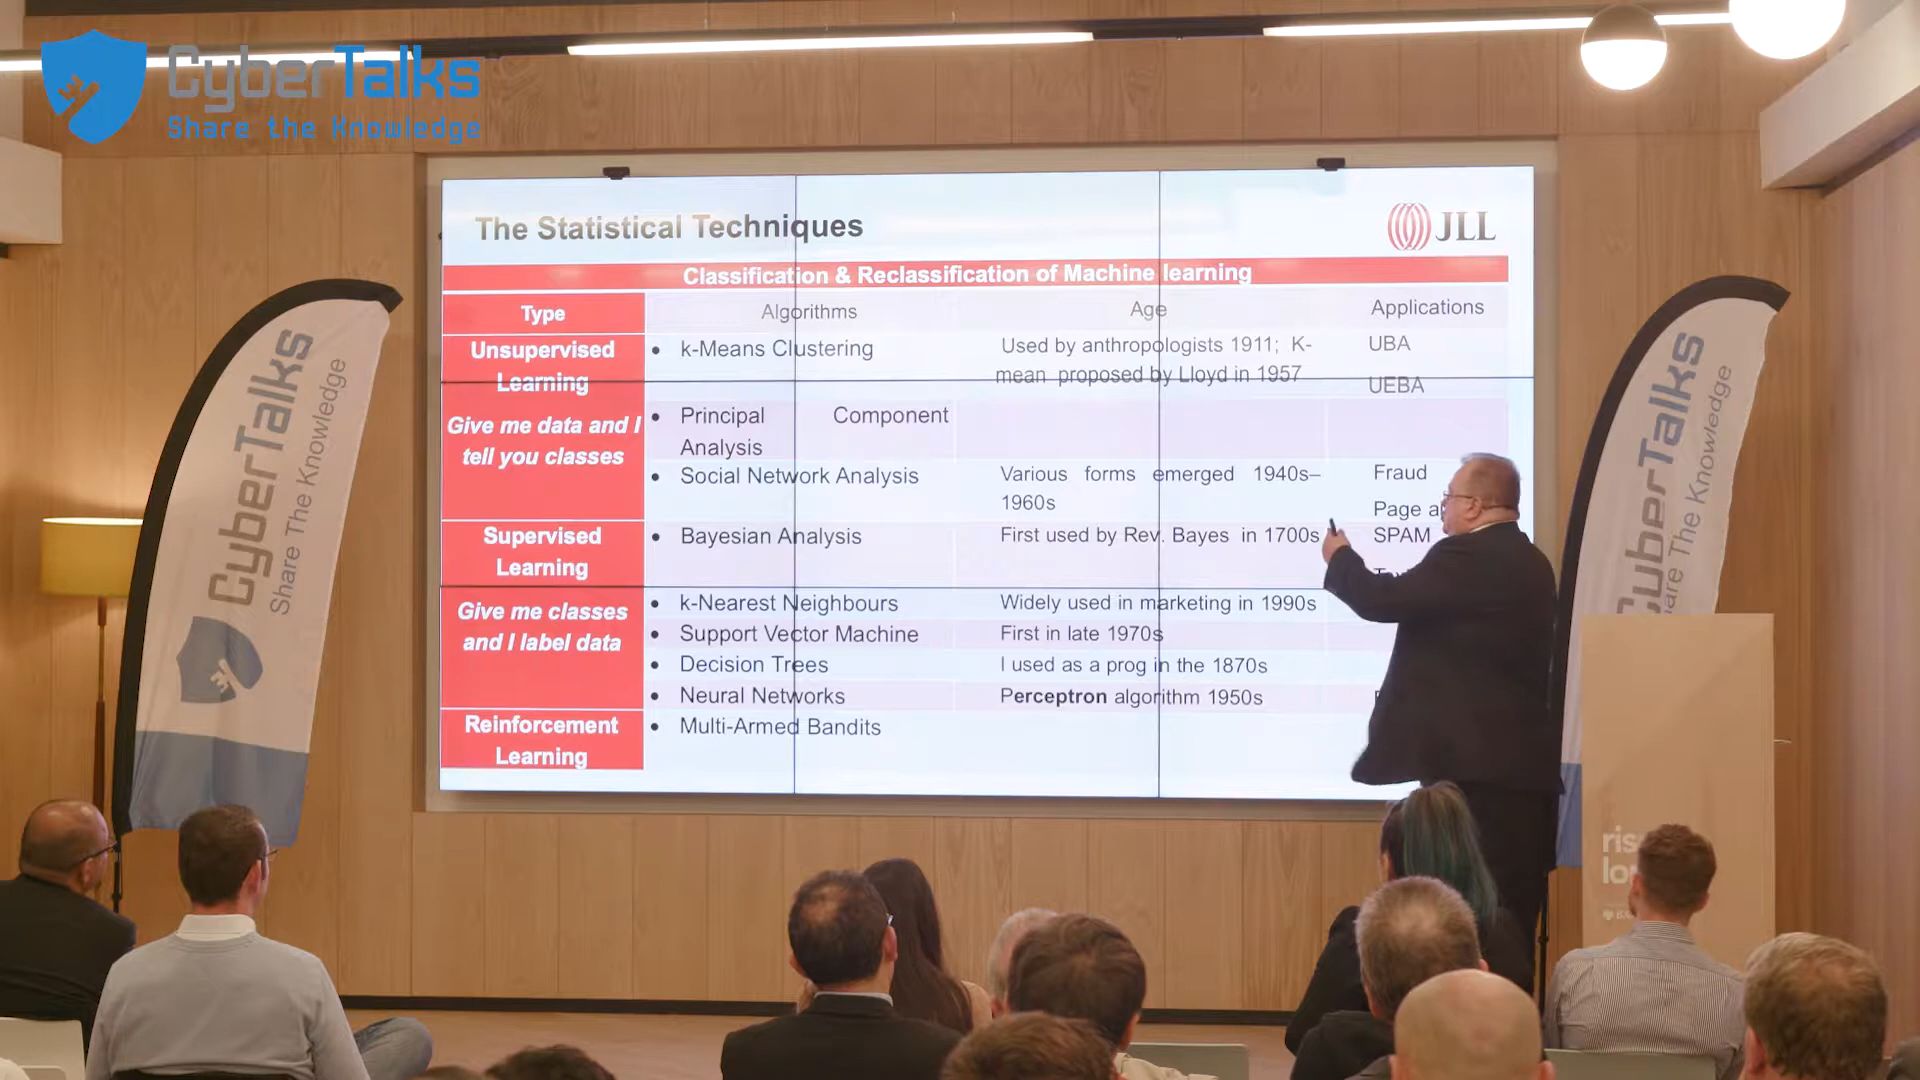 CyberTalks
Share the Knowledge
The Statistical Techniques
JLL
Classification & Reclassification of Machine learning
Type
Algorithms
Age
Applications
Unsupervised
Learning
• k-Means Clustering
Used by anthropologists 1911; K-
mean proposed by Lloyd in 1957
UBA
UEBA
Give me data and I
tell you classes
• Principal Component
Analysis
• Social Network Analysis
Various forms emerged 1940s–
1960s
Fraud
Page
Supervised
Learning
• Bayesian Analysis
First used by Rev. Bayes in 1700s
SPAM
Give me classes
and I label data
• k-Nearest Neighbours
Widely used in marketing in 1990s
• Support Vector Machine
First in late 1970s
• Decision Trees
I used as a prog in the 1870s
• Neural Networks
Perceptron algorithm 1950s
Reinforcement
Learning
• Multi-Armed Bandits
CyberTalks
Share The Knowledge
CyberTalks
Share The Knowledge